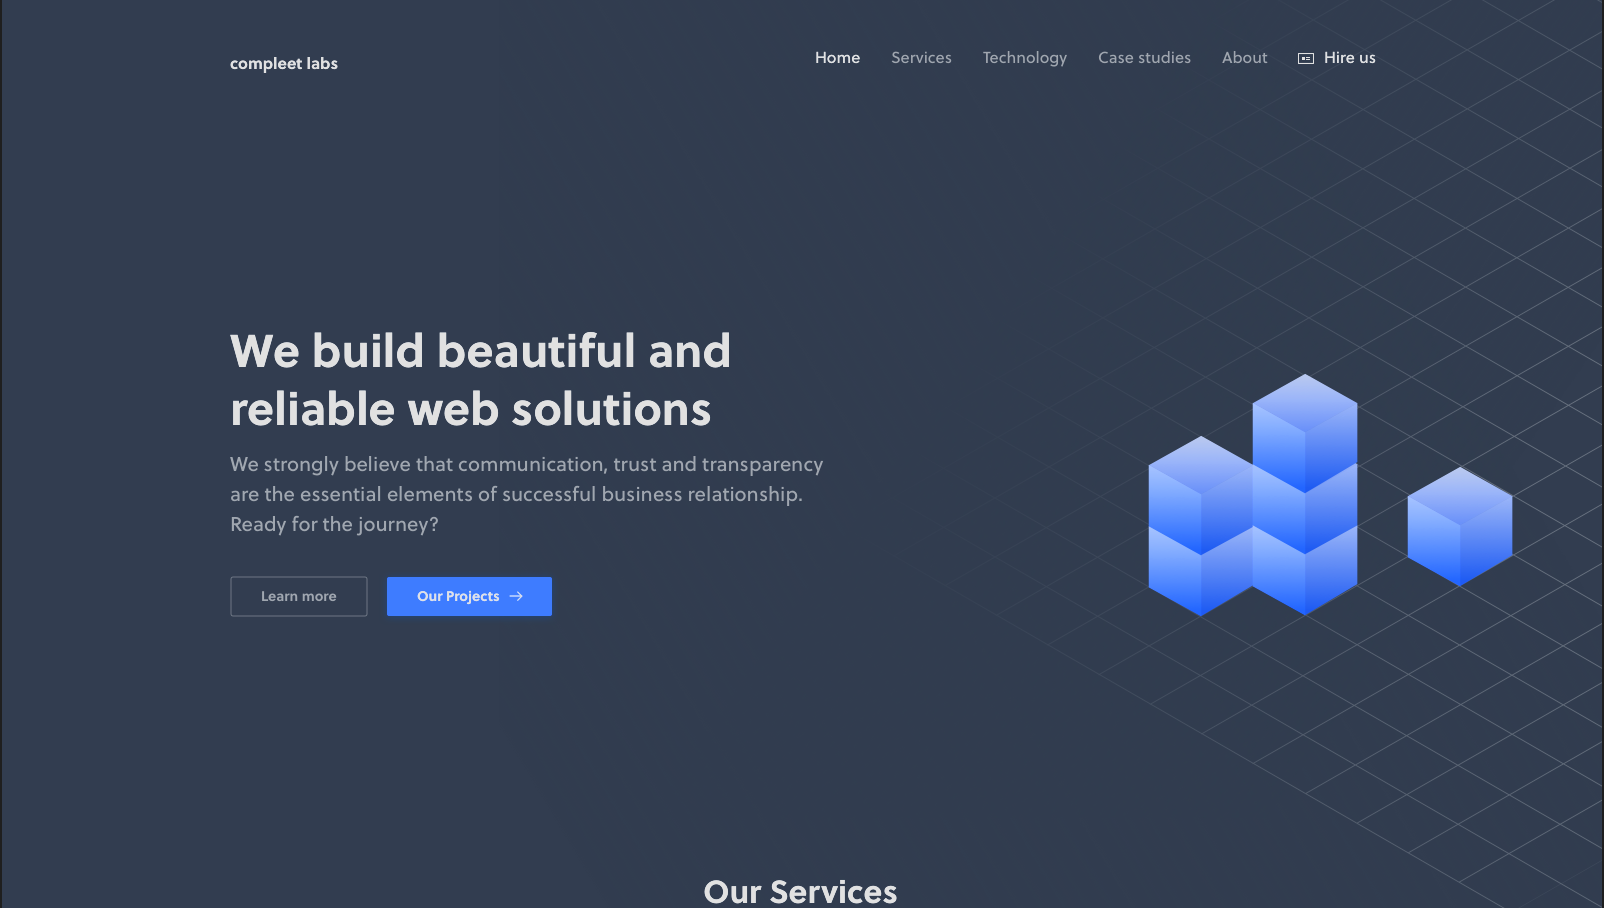 compleet labs
Home Services Technology Case studies About Hire us
We build beautiful and
reliable web solutions
We strongly believe that communication, trust and transparency
are the essential elements of successful business relationship.
Ready for the journey?
Learn more Our Projects →
Our Services